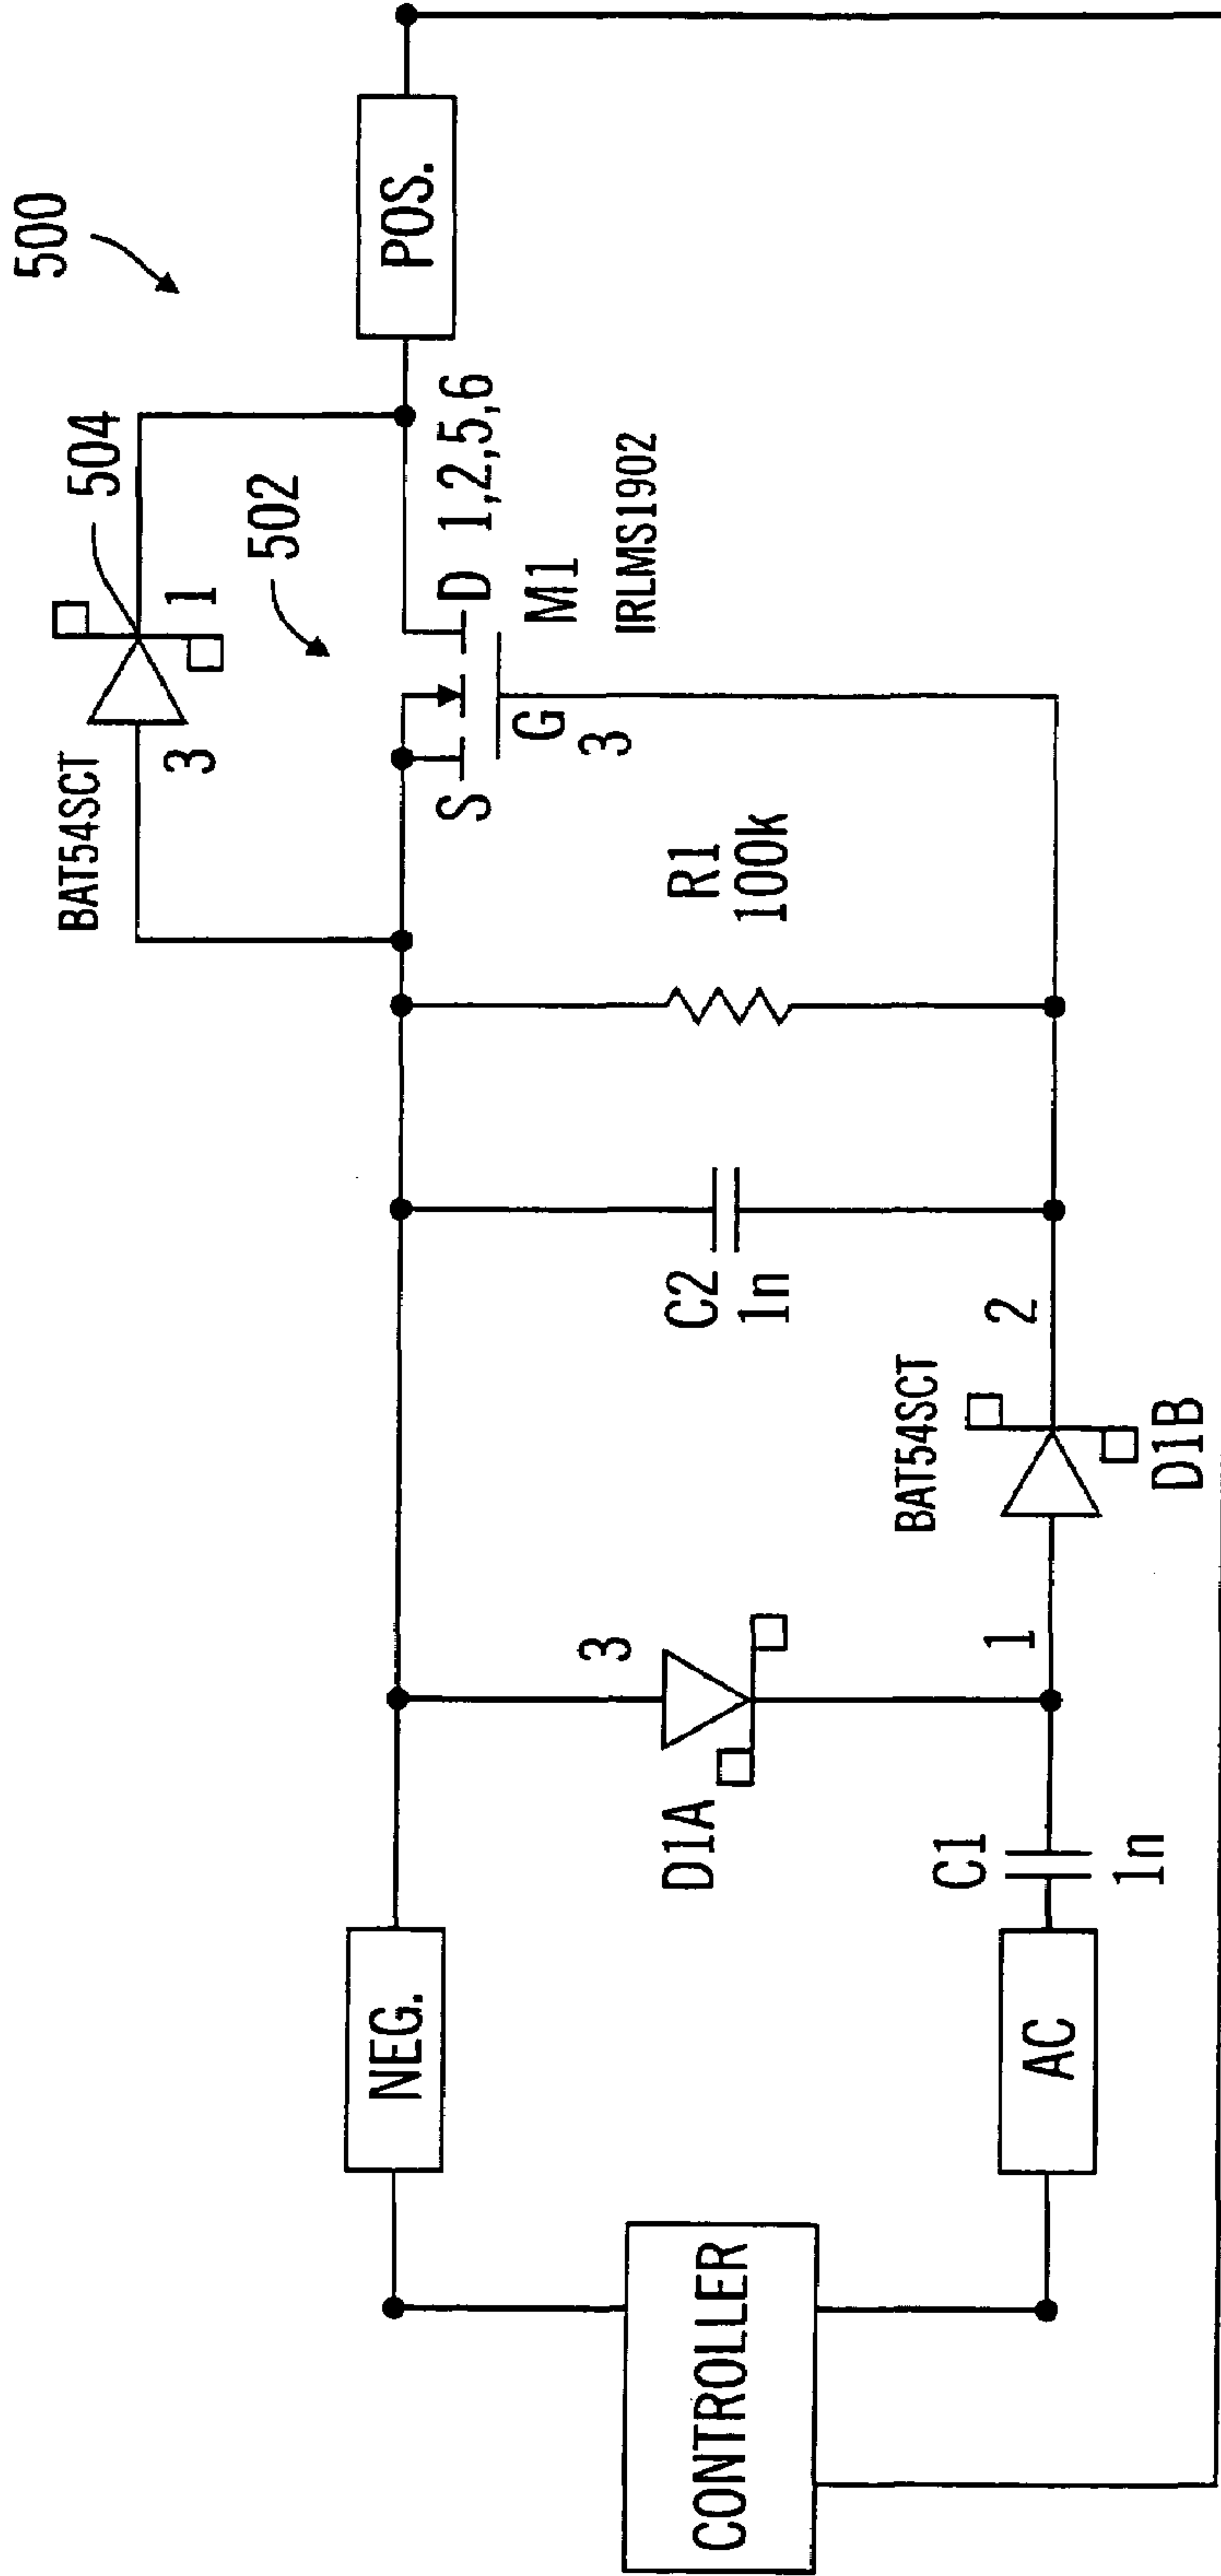 500
BAT54SCT
504
3
1
502
NEG.
POS.
S
D 1,2,5,6
G
3
M1
IRLMS1902
3
D1A
C2
1n
R1
100k
BAT54SCT
CONTROLLER
AC
C1
1n
1
2
D1B